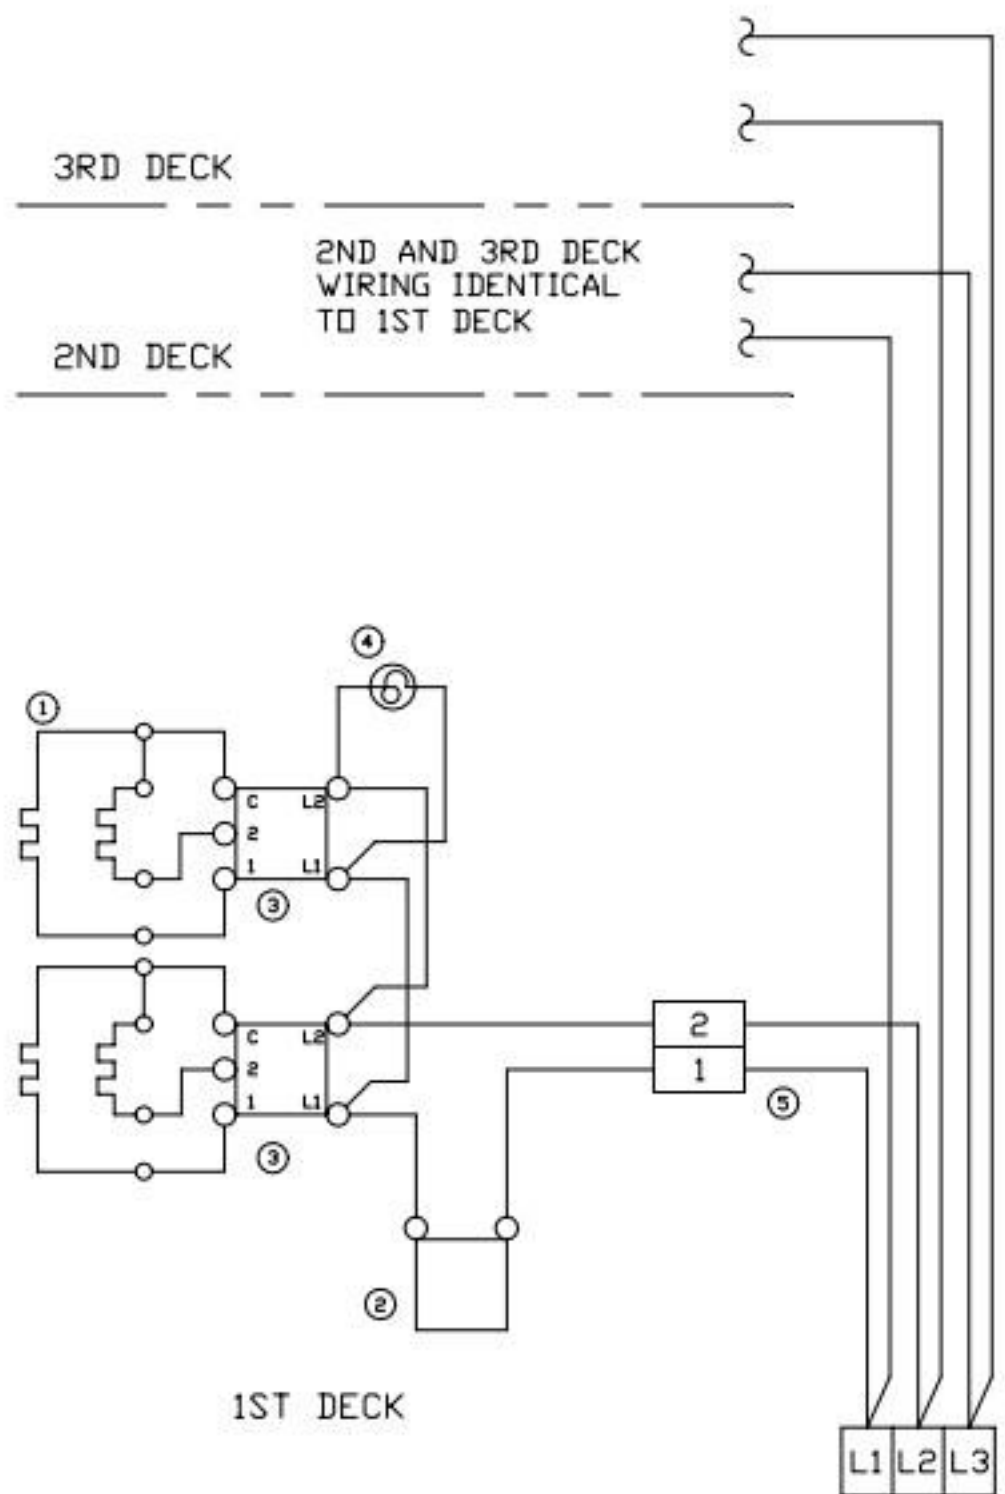 3RD DECK
2ND AND 3RD DECK
WIRING IDENTICAL
TO 1ST DECK
2ND DECK
4
1
C L2
2
1 L1
3
C L2
2
1 L1
3
2
1
5
2
1ST DECK
L1 L2 L3